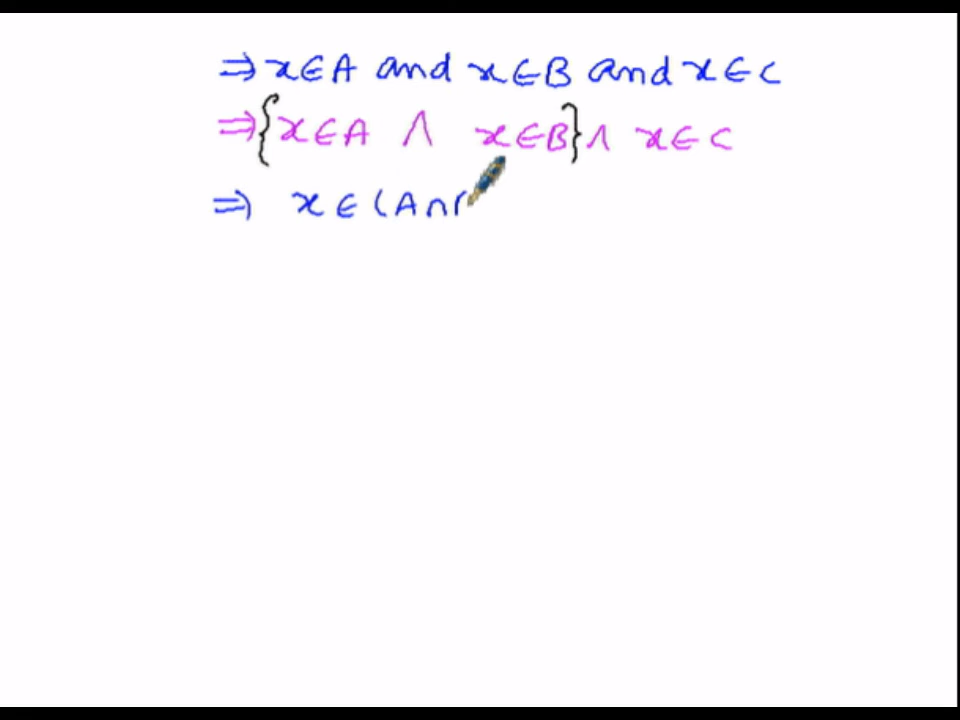 ⇒ x∈A and x∈B and x∈C
⇒ {x∈A ∧ x∈B} ∧ x∈C
⇒ x∈(A∩